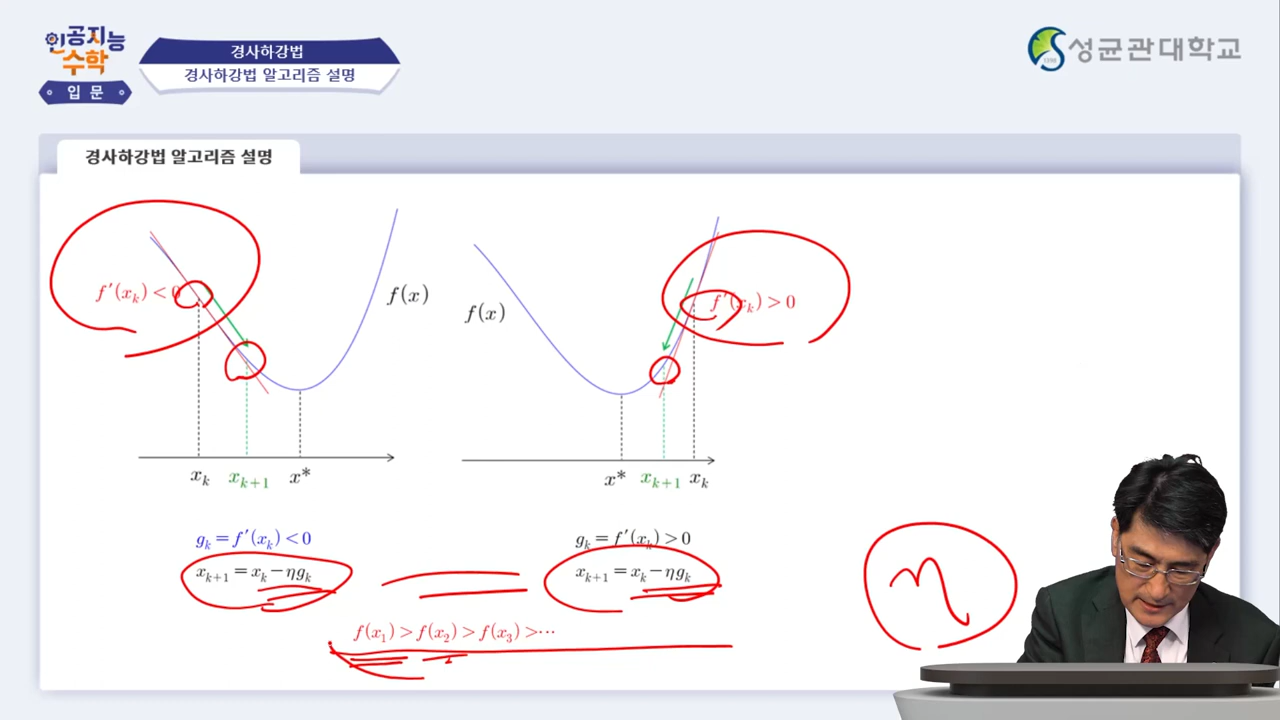 인공지능
수학
입문
경사하강법
경사하강법 알고리즘 설명
성균관대학교
경사하강법 알고리즘 설명
f′(x_k) < 0
f(x)
f(x)
f′(x_k) > 0
x_k x_{k+1} x*
x* x_{k+1} x_k
g_k = f′(x_k) < 0
g_k = f′(x_k) > 0
x_{k+1} = x_k − ηg_k
x_{k+1} = x_k − ηg_k
η
f(x_1) > f(x_2) > f(x_3) > ⋯